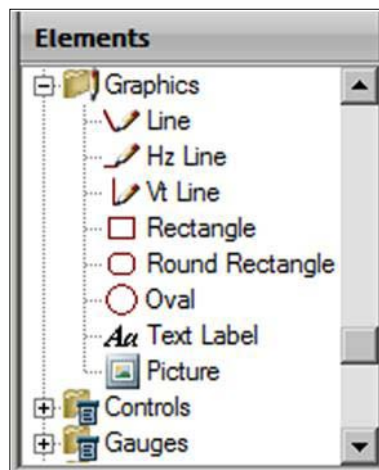 Elements
Graphics
Line
Hz Line
Vt Line
Rectangle
Round Rectangle
Oval
Aa Text Label
Picture
Controls
Gauges